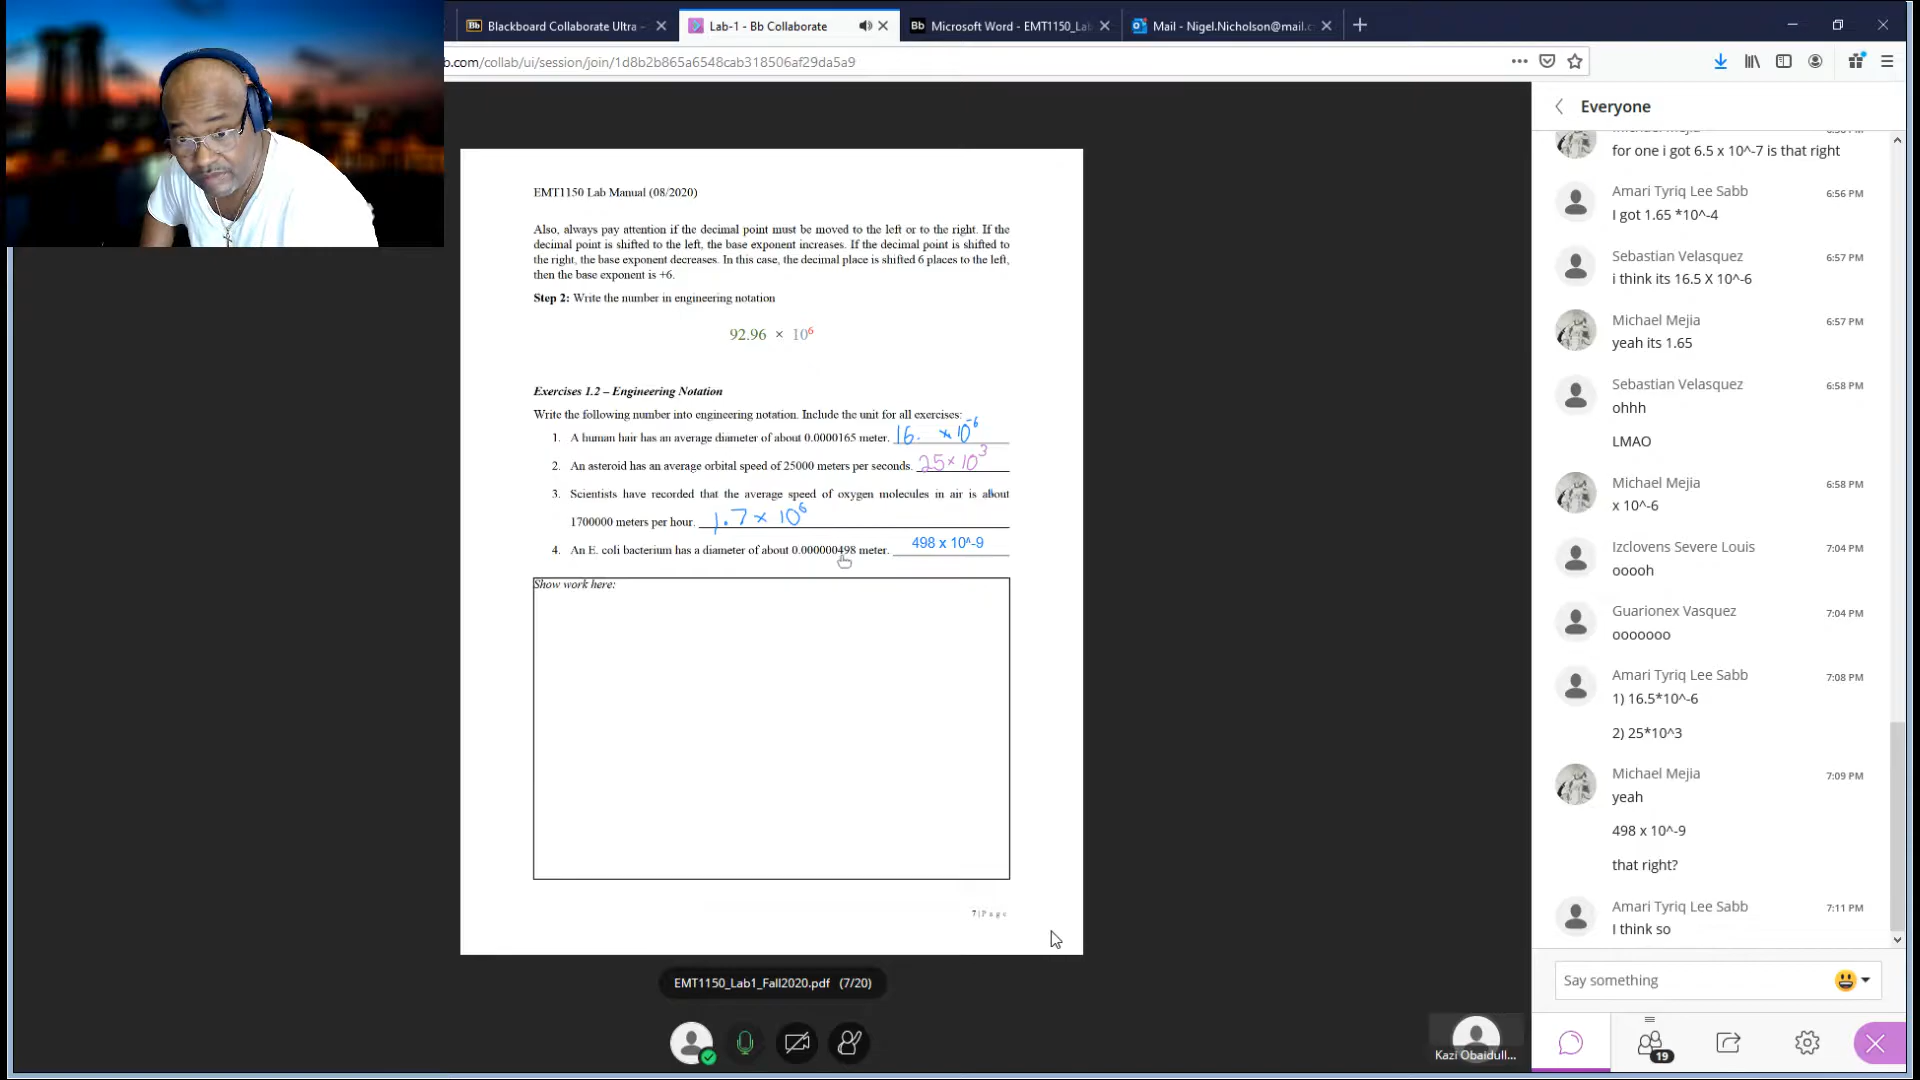 Blackboard Collaborate Ultra –
Lab-1 - Bb Collaborate
Microsoft Word - EMT1150_La
Mail - Nigel.Nicholson@mail.c
b.com/collab/ui/session/join/1d8b2b865a6548cab318506af29da5a9
EMT1150 Lab Manual (08/2020)
Also, always pay attention if the decimal point must be moved to the left or to the right. If the
decimal point is shifted to the left, the base exponent increases. If the decimal point is shifted to
the right, the base exponent decreases. In this case, the decimal place is shifted 6 places to the left,
then the base exponent is +6.
Step 2: Write the number in engineering notation
92.96 × 10⁶
Exercises 1.2 – Engineering Notation
Write the following number into engineering notation. Include the unit for all exercises:
1. A human hair has an average diameter of about 0.0000165 meter. 16. × 10⁻⁶
2. An asteroid has an average orbital speed of 25000 meters per seconds. 25 × 10³
3. Scientists have recorded that the average speed of oxygen molecules in air is about
1700000 meters per hour. 1.7 × 10⁶
4. An E. coli bacterium has a diameter of about 0.000000498 meter. 498 x 10^-9
Show work here:
7 | Page
EMT1150_Lab1_Fall2020.pdf (7/20)
Kazi Obaidull...
Everyone
for one i got 6.5 x 10^-7 is that right
Amari Tyriq Lee Sabb 6:56 PM
I got 1.65 *10^-4
Sebastian Velasquez 6:57 PM
i think its 16.5 X 10^-6
Michael Mejia 6:57 PM
yeah its 1.65
Sebastian Velasquez 6:58 PM
ohhh
LMAO
Michael Mejia 6:58 PM
x 10^-6
Izclovens Severe Louis 7:04 PM
ooooh
Guarionex Vasquez 7:04 PM
ooooooo
Amari Tyriq Lee Sabb 7:08 PM
1) 16.5*10^-6
2) 25*10^3
Michael Mejia 7:09 PM
yeah
498 x 10^-9
that right?
Amari Tyriq Lee Sabb 7:11 PM
I think so
Say something
19